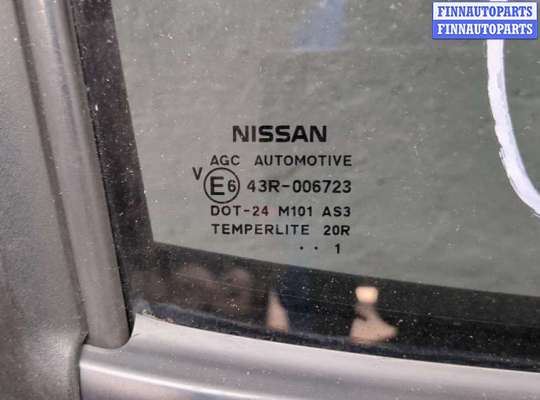 FINNAUTOPARTS
FINNAUTOPARTS
NISSAN
AGC AUTOMOTIVE
V E6 43R-006723
DOT-24 M101 AS3
TEMPERLITE 20R
·· 1